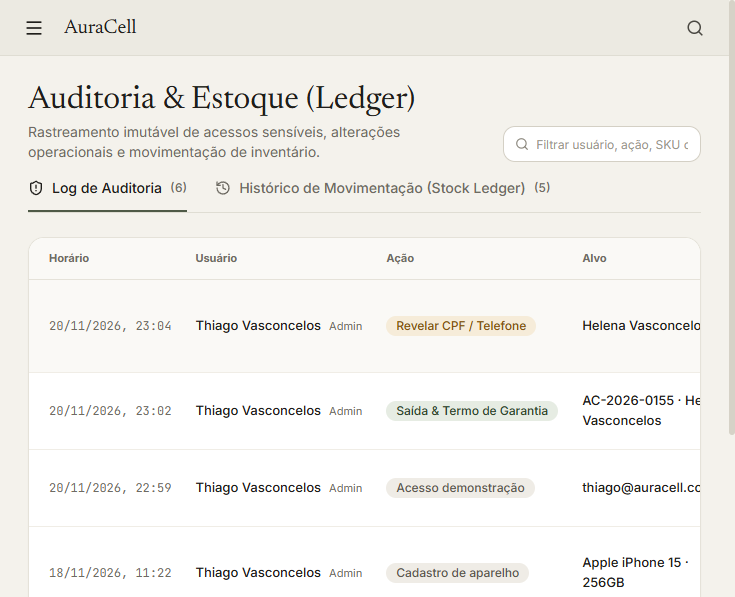 AuraCell
Auditoria & Estoque (Ledger)
Rastreamento imutável de acessos sensíveis, alterações
operacionais e movimentação de inventário.
Filtrar usuário, ação, SKU
Log de Auditoria (6)
Histórico de Movimentação (Stock Ledger) (5)
Horário Usuário Ação Alvo
20/11/2026, 23:04 Thiago Vasconcelos Admin Revelar CPF / Telefone Helena Vasconcelo
20/11/2026, 23:02 Thiago Vasconcelos Admin Saída & Termo de Garantia AC-2026-0155 · He
Vasconcelos
20/11/2026, 22:59 Thiago Vasconcelos Admin Acesso demonstração thiago@auracell.co
18/11/2026, 11:22 Thiago Vasconcelos Admin Cadastro de aparelho Apple iPhone 15 ·
256GB